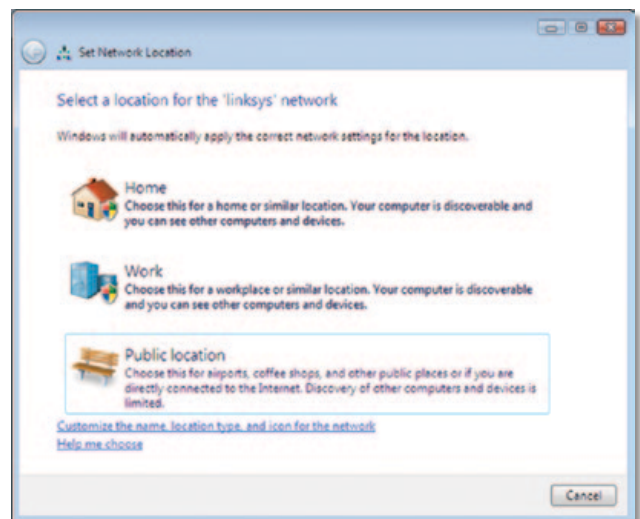 Set Network Location
Select a location for the 'linksys' network
Windows will automatically apply the correct network settings for the location.
Home
Choose this for a home or similar location. Your computer is discoverable and
you can see other computers and devices.
Work
Choose this for a workplace or similar location. Your computer is discoverable
and you can see other computers and devices.
Public location
Choose this for airports, coffee shops, and other public places or if you are
directly connected to the Internet. Discovery of other computers and devices is
limited.
Customize the name, location type, and icon for the network
Help me choose
Cancel